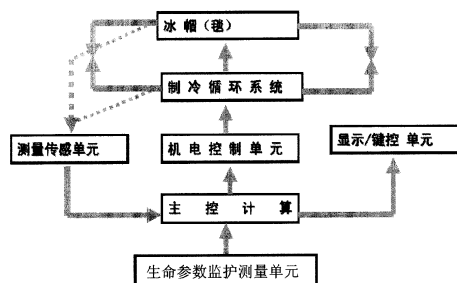 冰 帽（毯）
制冷循环系统
测量传感单元
机电控制单元
显示/键控 单元
主 控 计 算
生命参数监护测量单元